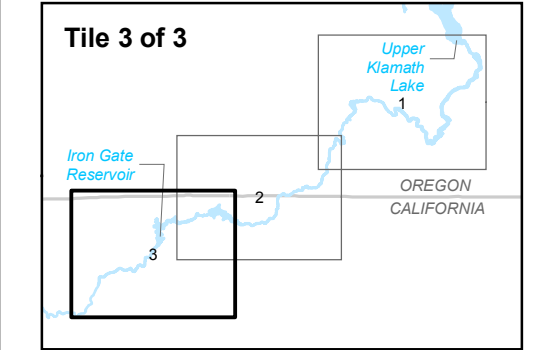 Tile 3 of 3
Upper
Klamath
Lake
1
Iron Gate
Reservoir
OREGON
2
CALIFORNIA
3